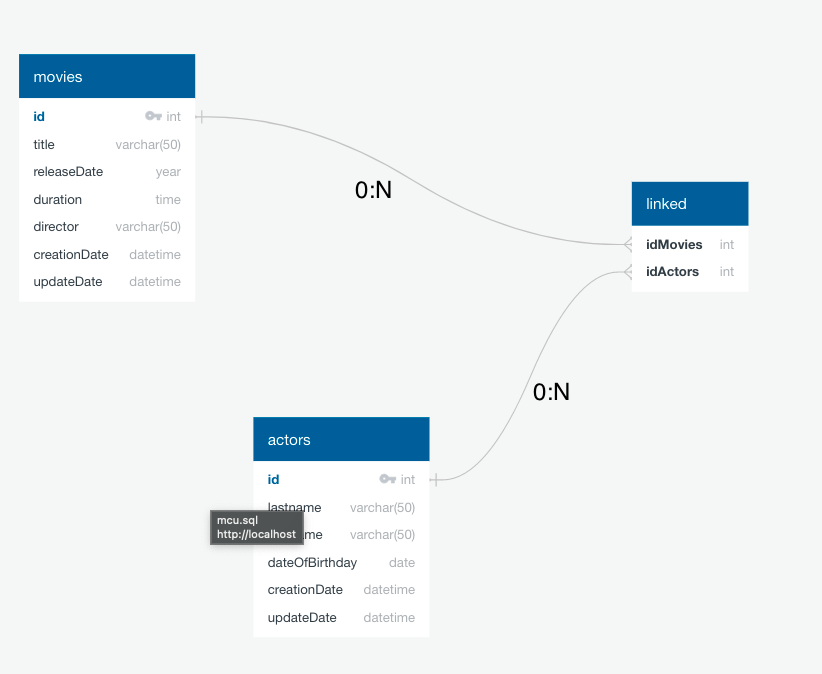 movies
id int
title varchar(50)
releaseDate year
duration time
director varchar(50)
creationDate datetime
updateDate datetime
0:N
linked
idMovies int
idActors int
0:N
actors
id int
lastname varchar(50)
me varchar(50)
mcu.sql
http://localhost
dateOfBirthday date
creationDate datetime
updateDate datetime